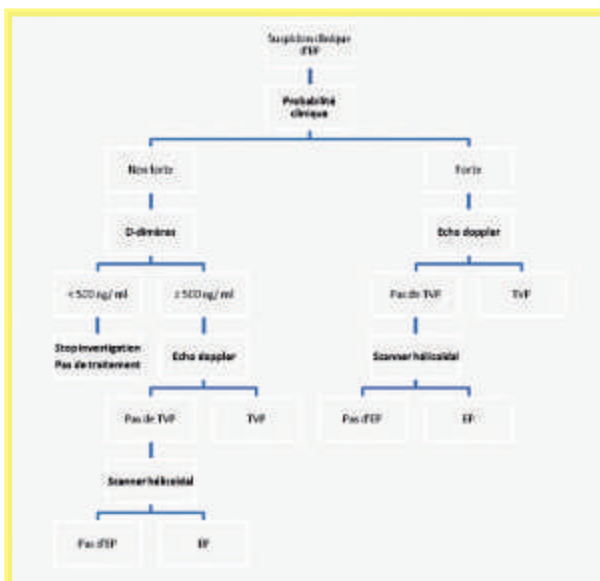 Suspicion clinique
d'EP
Probabilité
clinique
Non forte
Forte
D-dimères
Echo doppler
< 500 ng/ ml
≥ 500 ng/ ml
Pas de TVP
TVP
Stop investigation
Pas de traitement
Echo doppler
Scanner hélicoïdal
Pas de TVP
TVP
Pas d'EP
EP
Scanner hélicoïdal
Pas d'EP
EP